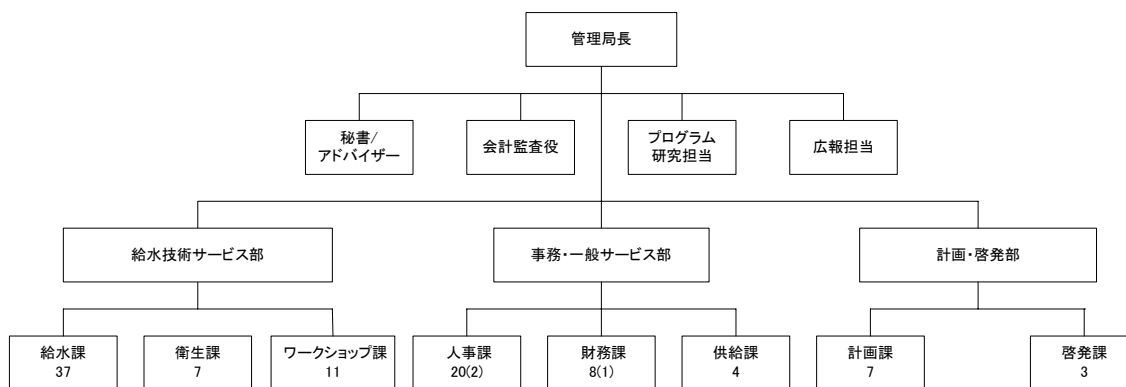 管理局長
秘書/
アドバイザー
会計監査役
プログラム
研究担当
広報担当
給水技術サービス部
事務・一般サービス部
計画・啓発部
給水課
37
衛生課
7
ワークショップ課
11
人事課
20(2)
財務課
8(1)
供給課
4
計画課
7
啓発課
3